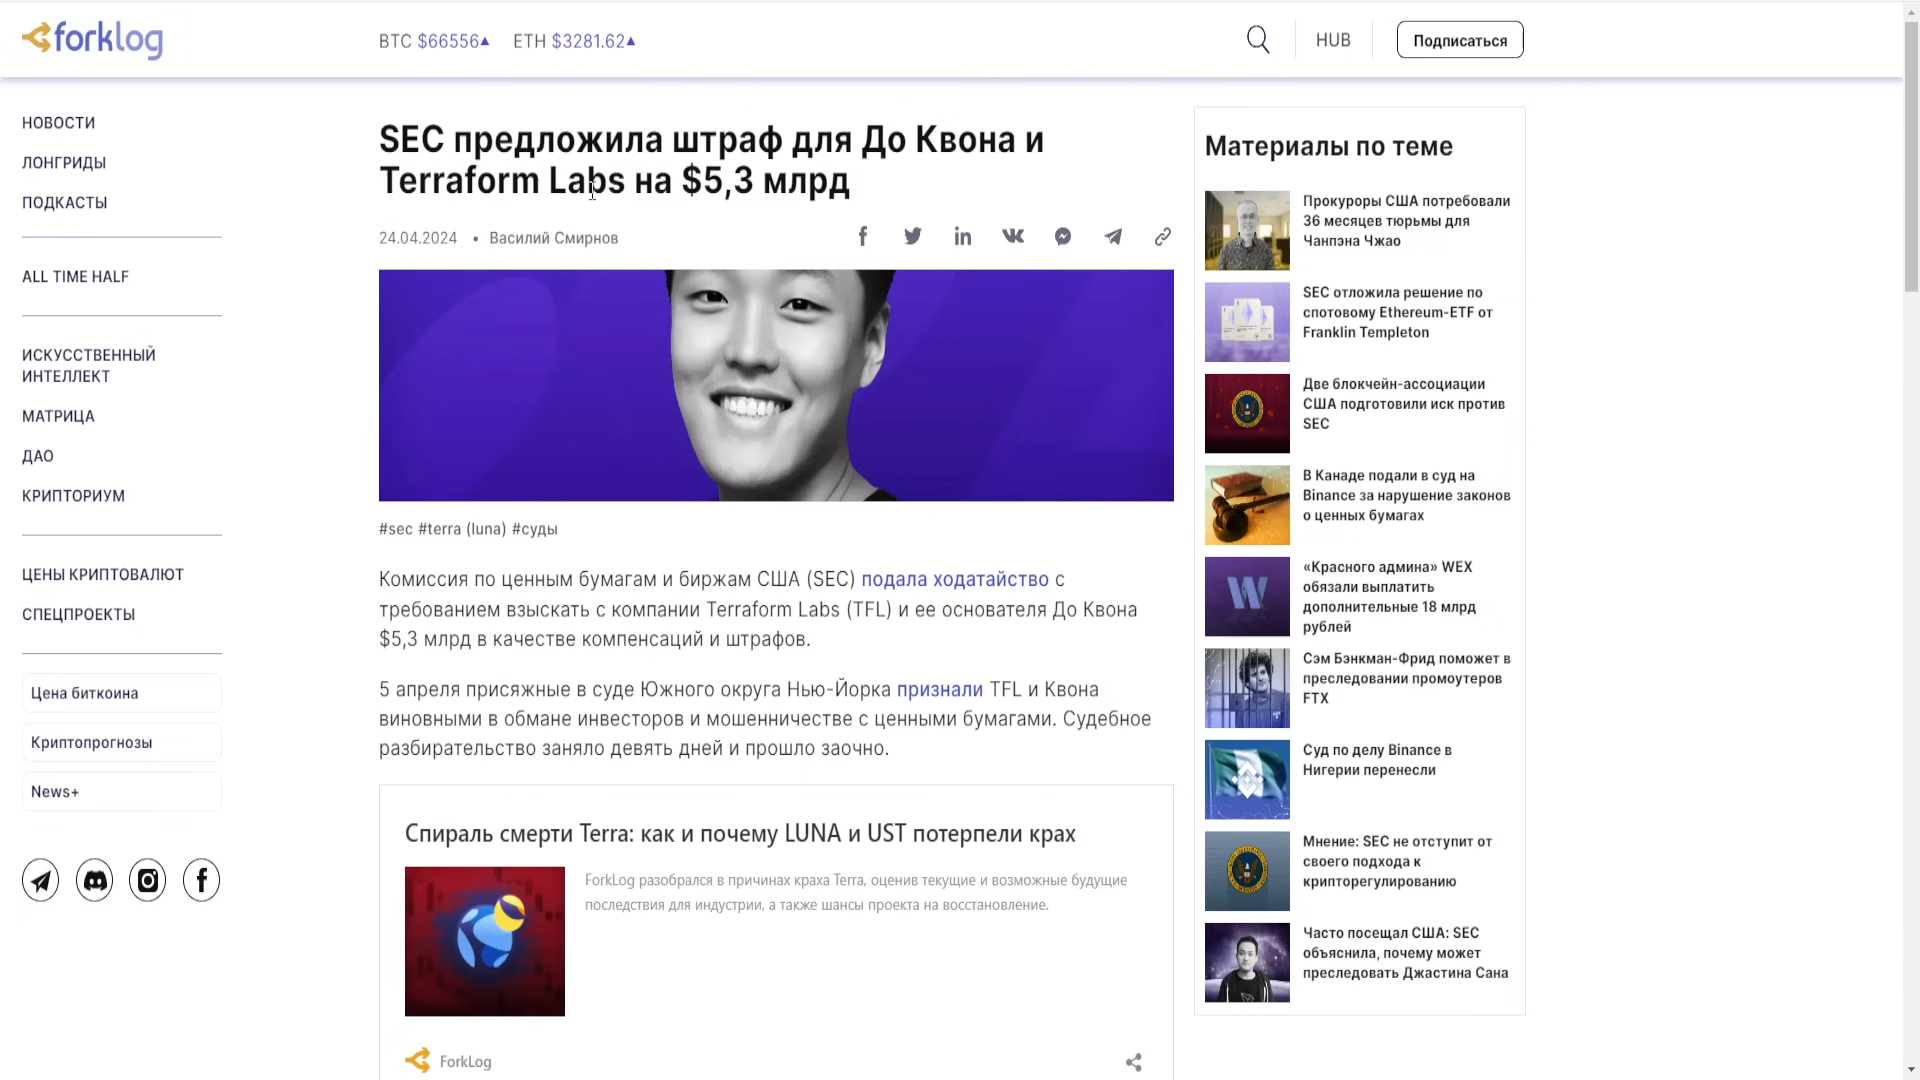 forklog
BTC $66556▲ ETH $3281.62▲
HUB
Подписаться
НОВОСТИ
ЛОНГРИДЫ
ПОДКАСТЫ
ALL TIME HALF
ИСКУССТВЕННЫЙ
ИНТЕЛЛЕКТ
МАТРИЦА
ДАО
КРИПТОРИУМ
ЦЕНЫ КРИПТОВАЛЮТ
СПЕЦПРОЕКТЫ
Цена биткоина
Криптопрогнозы
News+
SEC предложила штраф для До Квона и
Terraform Labs на $5,3 млрд
24.04.2024 • Василий Смирнов
#sec #terra (luna) #суды
Комиссия по ценным бумагам и биржам США (SEC) подала ходатайство с
требованием взыскать с компании Terraform Labs (TFL) и ее основателя До Квона
$5,3 млрд в качестве компенсаций и штрафов.
5 апреля присяжные в суде Южного округа Нью-Йорка признали TFL и Квона
виновными в обмане инвесторов и мошенничестве с ценными бумагами. Судебное
разбирательство заняло девять дней и прошло заочно.
Спираль смерти Terra: как и почему LUNA и UST потерпели крах
ForkLog разобрался в причинах краха Terra, оценив текущие и возможные будущие
последствия для индустрии, а также шансы проекта на восстановление.
ForkLog
Материалы по теме
Прокуроры США потребовали
36 месяцев тюрьмы для
Чанпэна Чжао
SEC отложила решение по
спотовому Ethereum-ETF от
Franklin Templeton
Две блокчейн-ассоциации
США подготовили иск против
SEC
В Канаде подали в суд на
Binance за нарушение законов
о ценных бумагах
«Красного админа» WEX
обязали выплатить
дополнительные 18 млрд
рублей
Сэм Бэнкман-Фрид поможет в
преследовании промоутеров
FTX
Суд по делу Binance в
Нигерии перенесли
Мнение: SEC не отступит от
своего подхода к
крипторегулированию
Часто посещал США: SEC
объяснила, почему может
преследовать Джастина Сана